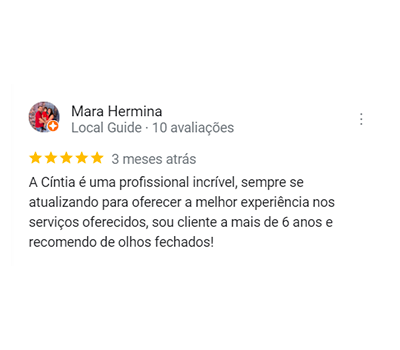 Mara Hermina
Local Guide · 10 avaliações
3 meses atrás
A Cíntia é uma profissional incrível, sempre se
atualizando para oferecer a melhor experiência nos
serviços oferecidos, sou cliente a mais de 6 anos e
recomendo de olhos fechados!